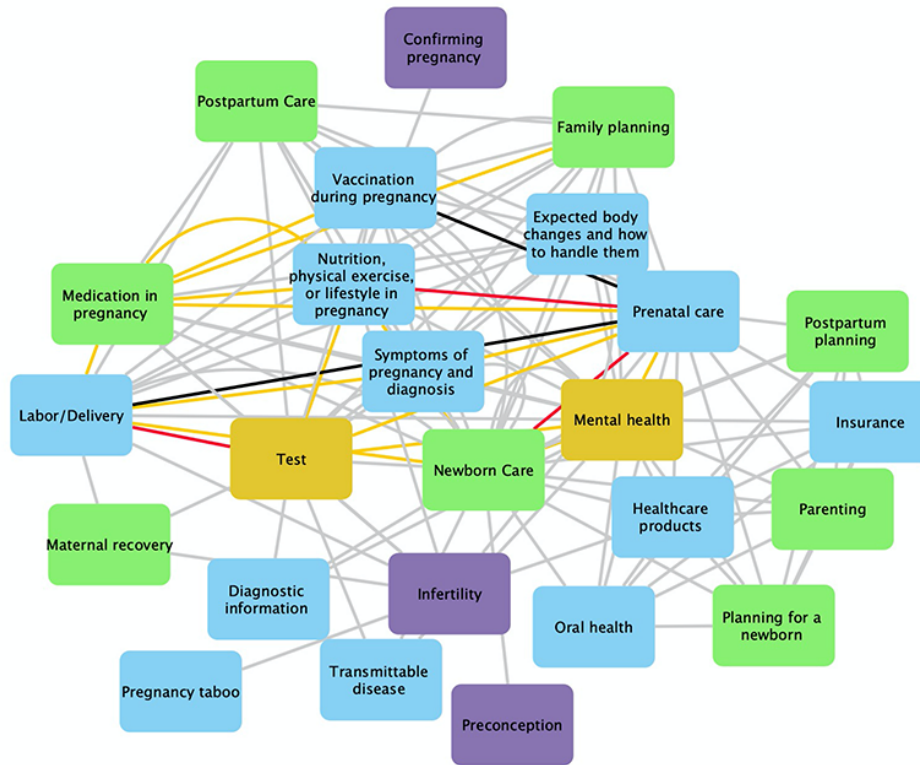 Confirming
pregnancy
Postpartum Care
Family planning
Vaccination
during pregnancy
Expected body
changes and how
to handle them
Nutrition,
physical exercise,
or lifestyle in
pregnancy
Medication in
pregnancy
Prenatal care
Postpartum
planning
Symptoms of
pregnancy and
diagnosis
Labor/Delivery
Mental health
Insurance
Test
Newborn Care
Healthcare
products
Parenting
Maternal recovery
Diagnostic
information
Infertility
Oral health
Planning for a
newborn
Pregnancy taboo
Transmittable
disease
Preconception